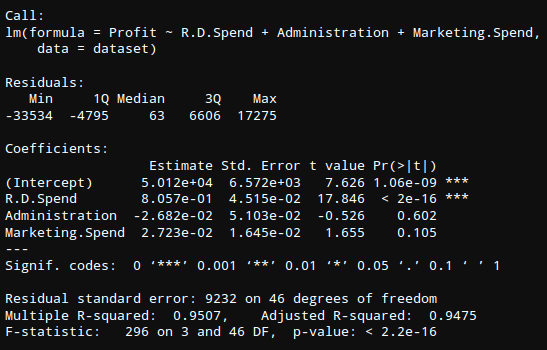 Call:
lm(formula = Profit ~ R.D.Spend + Administration + Marketing.Spend,
    data = dataset)

Residuals:
   Min     1Q Median     3Q    Max
-33534  -4795     63   6606  17275

Coefficients:
                  Estimate Std. Error t value Pr(>|t|)
(Intercept)      5.012e+04  6.572e+03   7.626 1.06e-09 ***
R.D.Spend        8.057e-01  4.515e-02  17.846  < 2e-16 ***
Administration  -2.682e-02  5.103e-02  -0.526    0.602
Marketing.Spend  2.723e-02  1.645e-02   1.655    0.105
---
Signif. codes:  0 ‘***’ 0.001 ‘**’ 0.01 ‘*’ 0.05 ‘.’ 0.1 ‘ ’ 1

Residual standard error: 9232 on 46 degrees of freedom
Multiple R-squared:  0.9507,    Adjusted R-squared:  0.9475
F-statistic:   296 on 3 and 46 DF,  p-value: < 2.2e-16